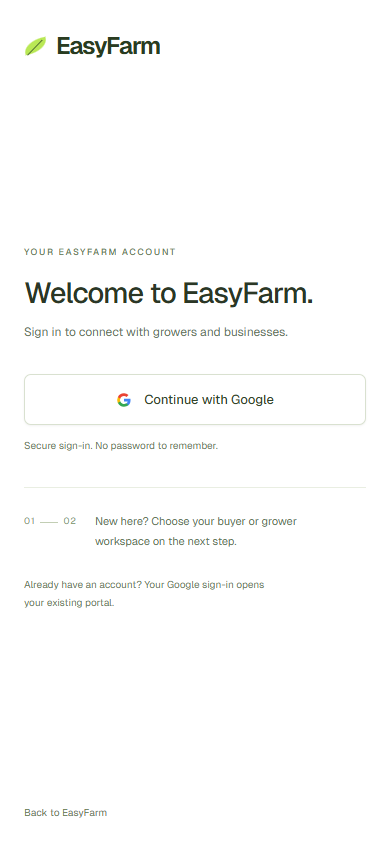 EasyFarm
YOUR EASYFARM ACCOUNT
Welcome to EasyFarm.
Sign in to connect with growers and businesses.
Continue with Google
Secure sign-in. No password to remember.
01 — 02 New here? Choose your buyer or grower
workspace on the next step.
Already have an account? Your Google sign-in opens
your existing portal.
Back to EasyFarm